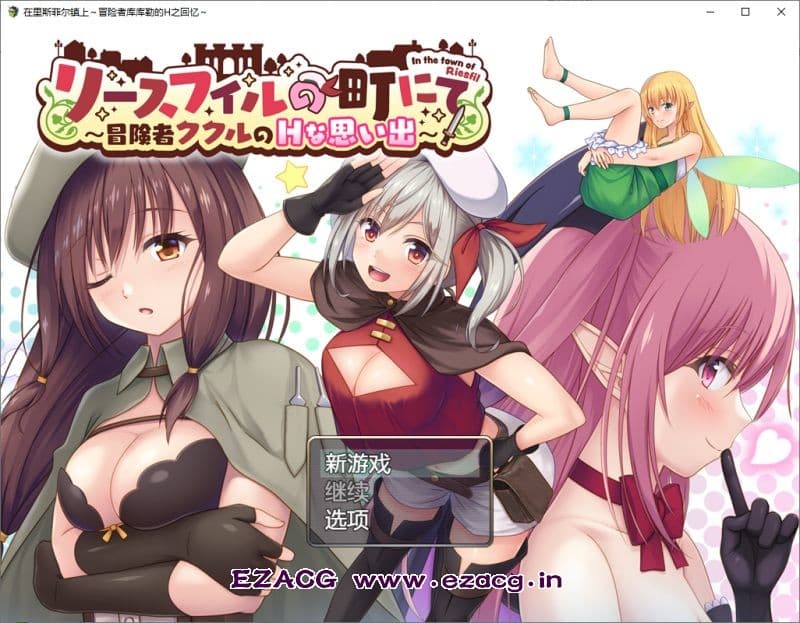 在里斯菲尔镇上～冒险者库库勒的H之回忆～
リースフィルの町にて
In the town of
Riesfil
～冒険者ククルのHな思い出～
新游戏
继续
选项
EZACG www.ezacg.in